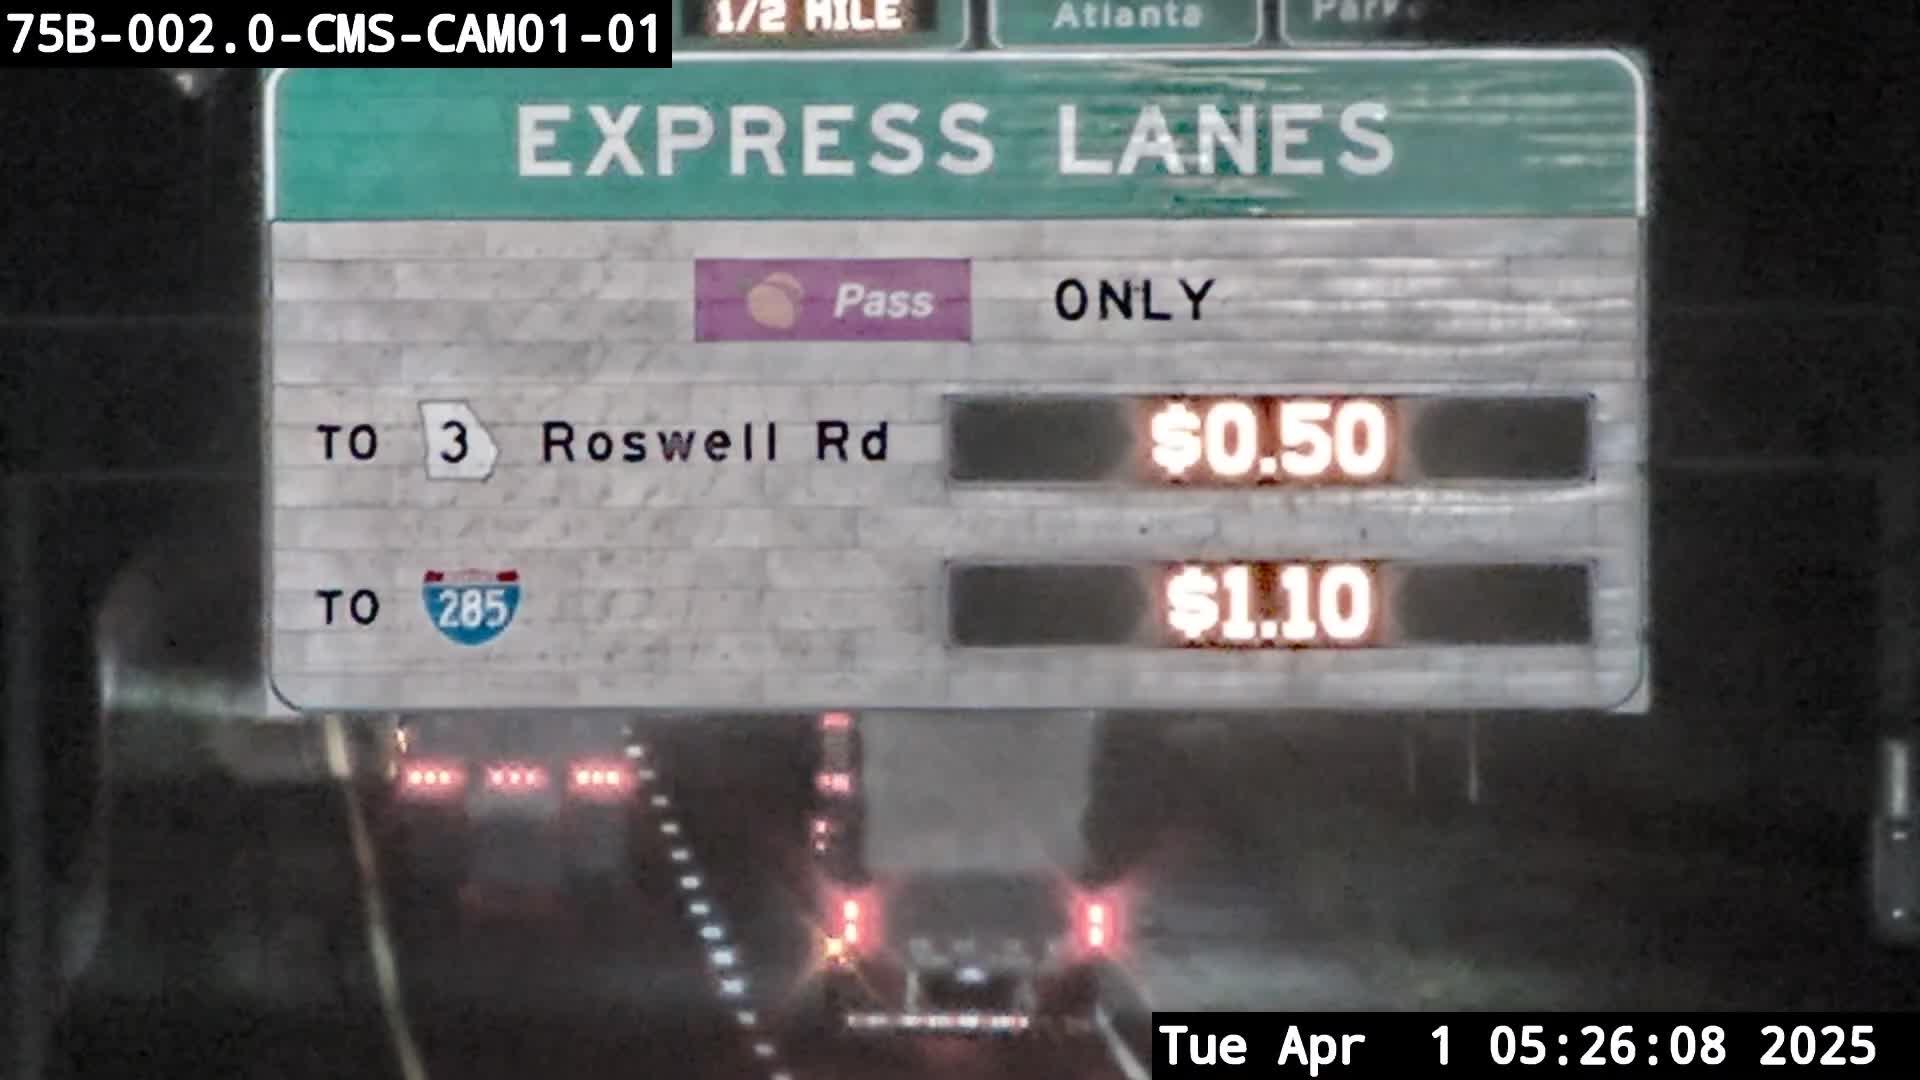 75B-002.0-CMS-CAM01-01
1/2 MILE
Atlanta
Park
EXPRESS LANES
Pass ONLY
TO 3 Roswell Rd $0.50
TO 285 $1.10
Tue Apr 1 05:26:08 2025